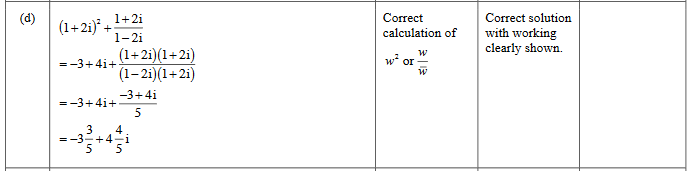 (d)
(1+2i)² + (1+2i)/(1−2i)
= −3+4i+ (1+2i)(1+2i)/(1−2i)(1+2i)
= −3+4i+ (−3+4i)/5
= −3 3/5 + 4 4/5 i
Correct
calculation of
w² or w/w̅
Correct solution
with working
clearly shown.